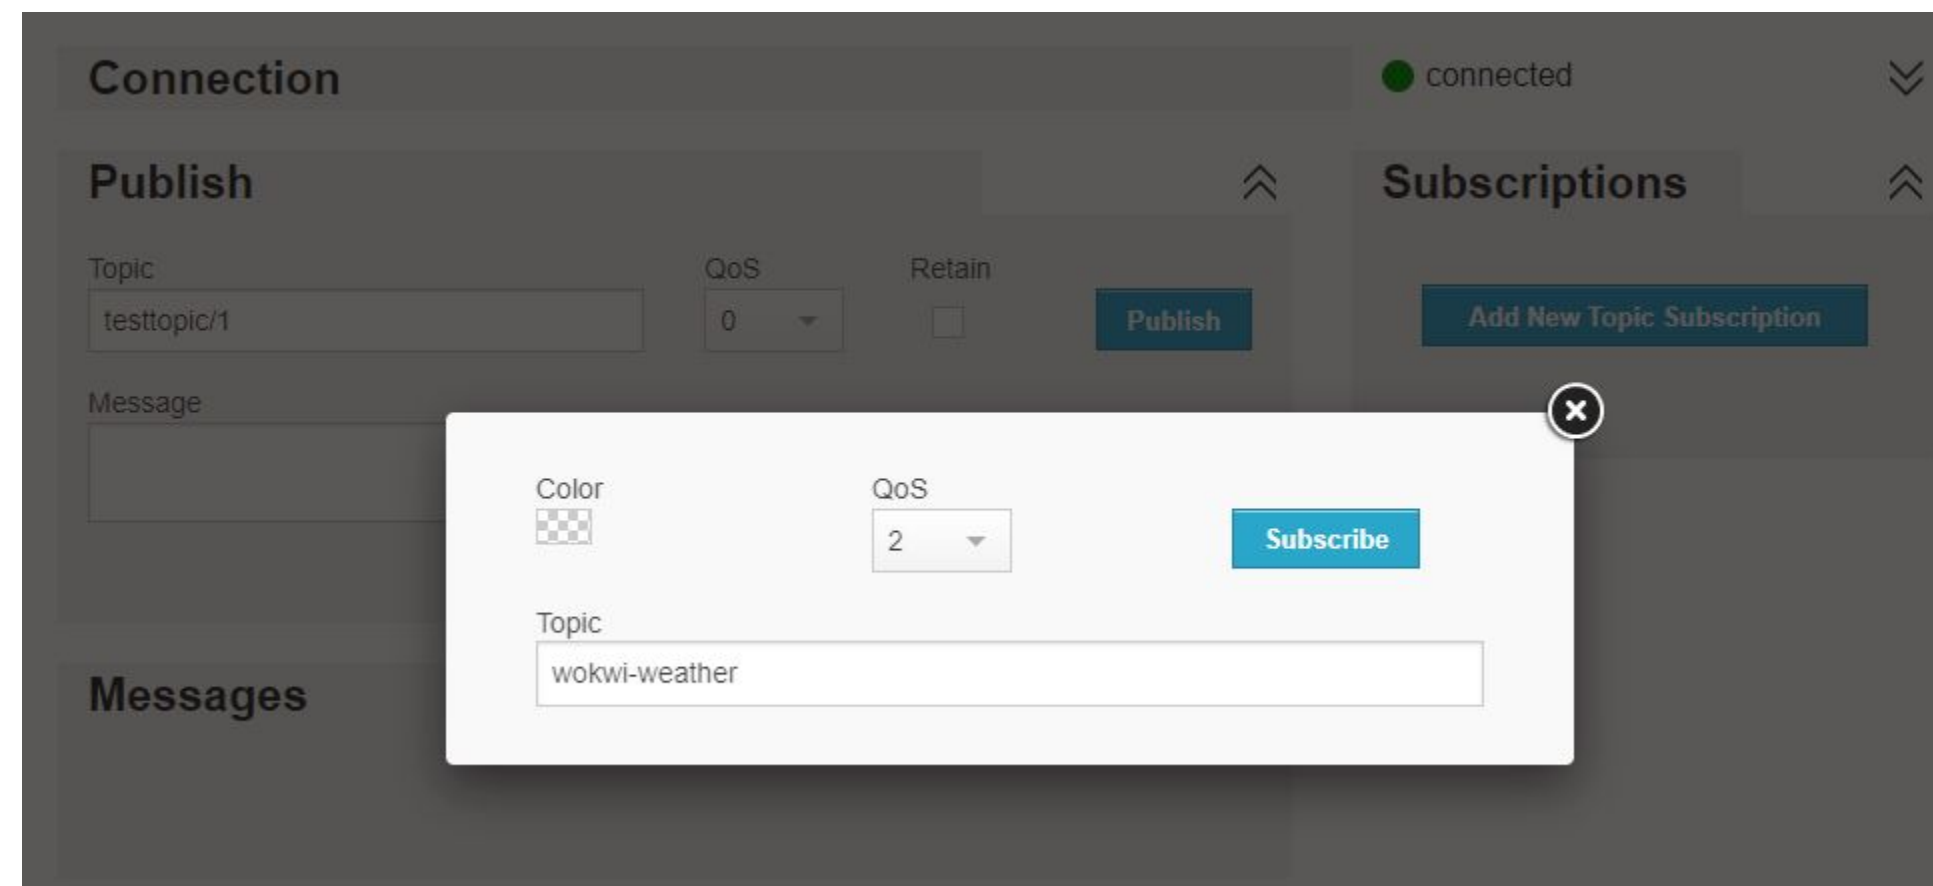 Connection
connected
Publish
Subscriptions
Topic
QoS
Retain
testtopic/1
0
Publish
Add New Topic Subscription
Message
Color
QoS
2
Subscribe
Topic
wokwi-weather
Messages